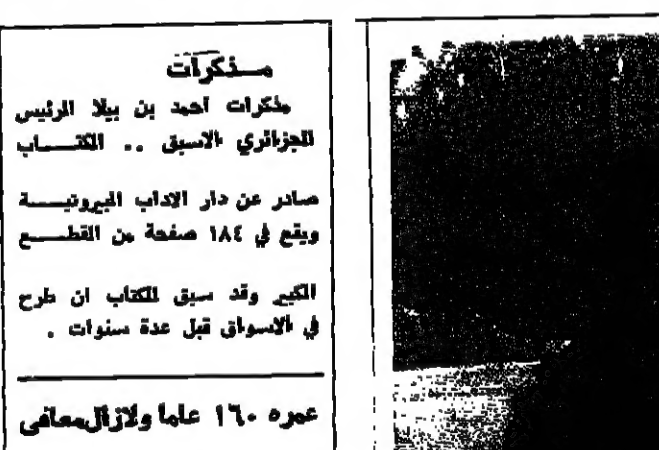 مـذكرات
مذكرات احمد بن بيلا الرئيس
الجزائري الاسبق .. الكتـــاب
صادر عن دار الاداب البيروتيـــة
ويقع في ١٨٤ صفحة من القطـــع
الكبير وقد سبق للكتاب ان طرح
في الاسواق قبل عدة سنوات .
عمره ١٦٠ عاما ولازال معافى